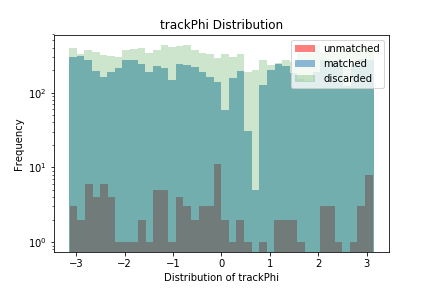 trackPhi Distribution
unmatched
matched
discarded
Frequency
10²
10¹
10⁰
−3 −2 −1 0 1 2 3
Distribution of trackPhi